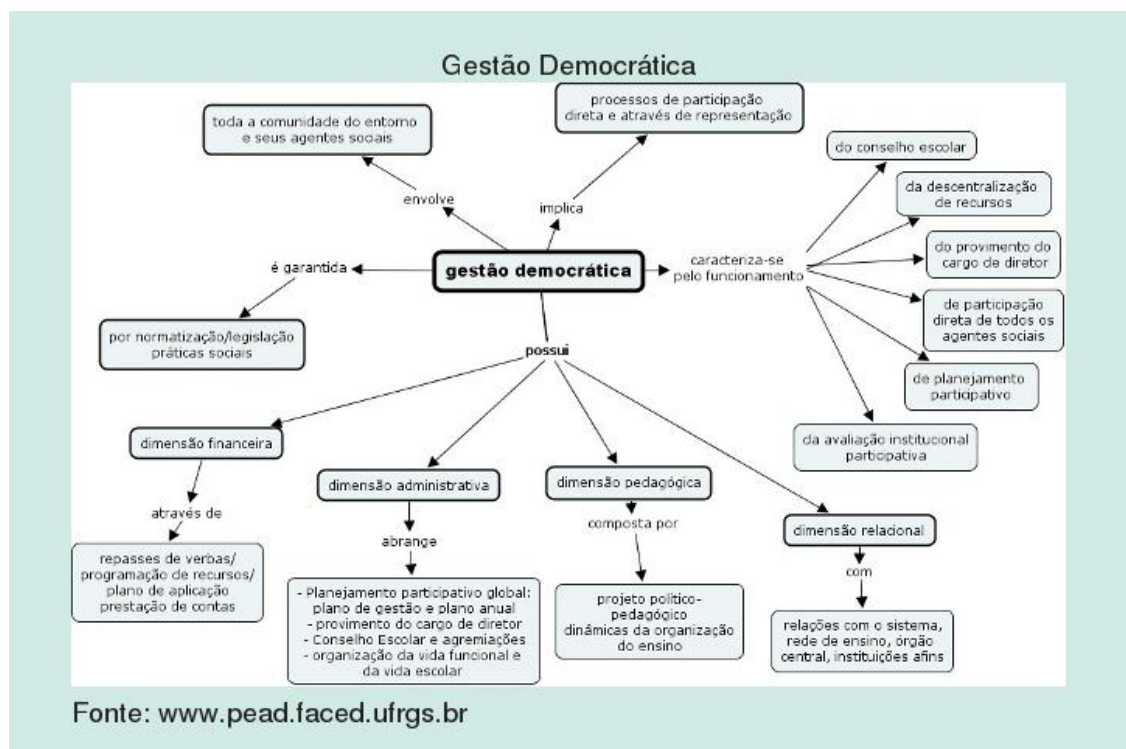 Gestão Democrática
toda a comunidade do entorno
e seus agentes sociais
processos de participação
direta e através de representação
envolve
implica
é garantida
gestão democrática
caracteriza-se
pelo funcionamento
do conselho escolar
da descentralização
de recursos
do provimento do
cargo de diretor
de participação
direta de todos os
agentes sociais
de planejamento
participativo
da avaliação institucional
participativa
por normatização/legislação
práticas sociais
possui
dimensão financeira
através de
repasses de verbas/
programação de recursos/
plano de aplicação
prestação de contas
dimensão administrativa
abrange
- Planejamento participativo global:
plano de gestão e plano anual
- provimento do cargo de diretor
- Conselho Escolar e agremiações
- organização da vida funcional e
da vida escolar
dimensão pedagógica
composta por
projeto político-
pedagógico
dinâmicas da organização
do ensino
dimensão relacional
com
relações com o sistema,
rede de ensino, órgão
central, instituições afins
Fonte: www.pead.faced.ufrgs.br